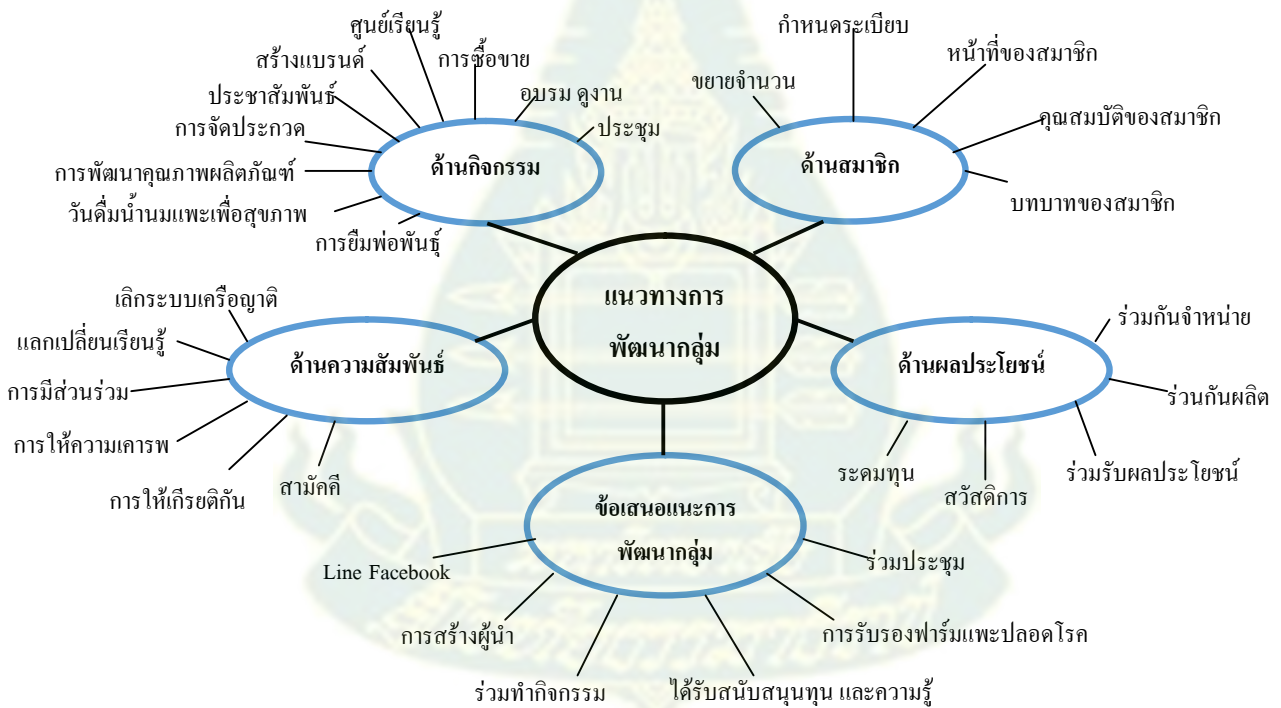 ศูนย์เรียนรู้
กำหนดระเบียบ
สร้างแบรนด์
การซื้อขาย
หน้าที่ของสมาชิก
ประชาสัมพันธ์
อบรม ดูงาน
ขยายจำนวน
การจัดประกวด
ประชุม
คุณสมบัติของสมาชิก
การพัฒนาคุณภาพผลิตภัณฑ์
ด้านกิจกรรม
ด้านสมาชิก
วันดื่มน้ำนมแพะเพื่อสุขภาพ
บทบาทของสมาชิก
การยืมพ่อพันธุ์
แนวทางการ
พัฒนากลุ่ม
เลิกระบบเครือญาติ
แลกเปลี่ยนเรียนรู้
ด้านความสัมพันธ์
การมีส่วนร่วม
การให้ความเคารพ
การให้เกีรยติกัน
สามัคคี
ร่วมกันจำหน่าย
ด้านผลประโยชน์
ร่วนกันผลิต
ร่วมรับผลประโยชน์
ระดมทุน
สวัสดิการ
ข้อเสนอแนะการ
พัฒนากลุ่ม
Line Facebook
ร่วมประชุม
การสร้างผู้นำ
การรับรองฟาร์มแพะปลอดโรค
ร่วมทำกิจกรรม
ได้รับสนับสนุนทุน และความรู้